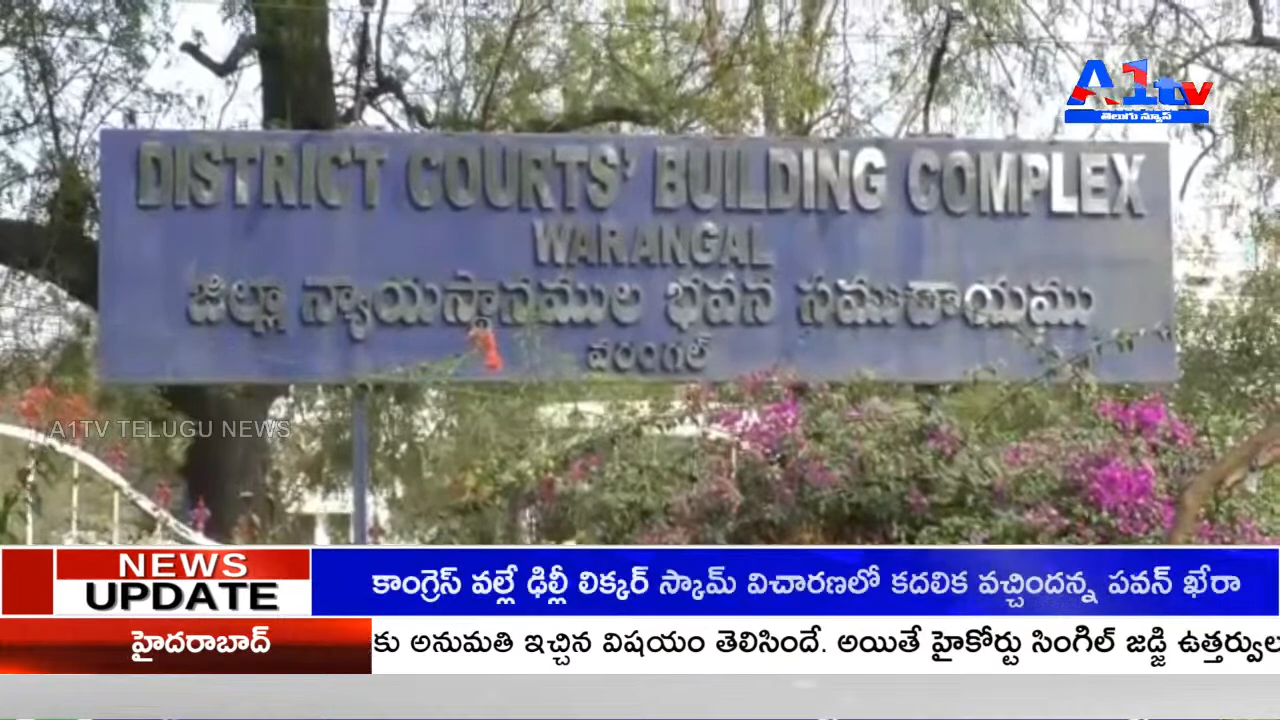 A1tv
తెలుగు న్యూస్
DISTRICT COURTS' BUILDING COMPLEX
WARANGAL
జిల్లా న్యాయస్థానముల భవన సముదాయము
వరంగల్
A1TV TELUGU NEWS
NEWS UPDATE
కాంగ్రెస్ వల్లే ఢిల్లీ లిక్కర్ స్కామ్ విచారణలో కదలిక వచ్చిందన్న పవన్ ఖేరా
హైదరాబాద్
కు అనుమతి ఇచ్చిన విషయం తెలిసిందే. అయితే హైకోర్టు సింగిల్ జడ్జి ఉత్తర్వుల